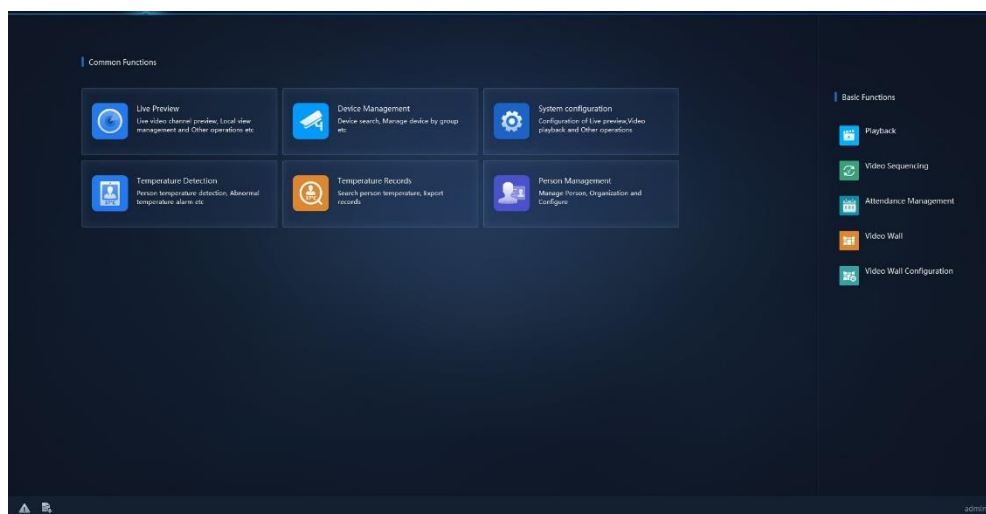 Common Functions
Live Preview
Live video channel preview, Local view
management and Other operations etc
Device Management
Device search, Manage device by group
etc
System configuration
Configuration of Live preview,Video
playback and Other operations
Temperature Detection
Person temperature detection, Abnormal
temperature alarm etc
Temperature Records
Search person temperature, Export
records
Person Management
Manage Person, Organization and
Configure
Basic Functions
Playback
Video Sequencing
Attendance Management
Video Wall
Video Wall Configuration
admin